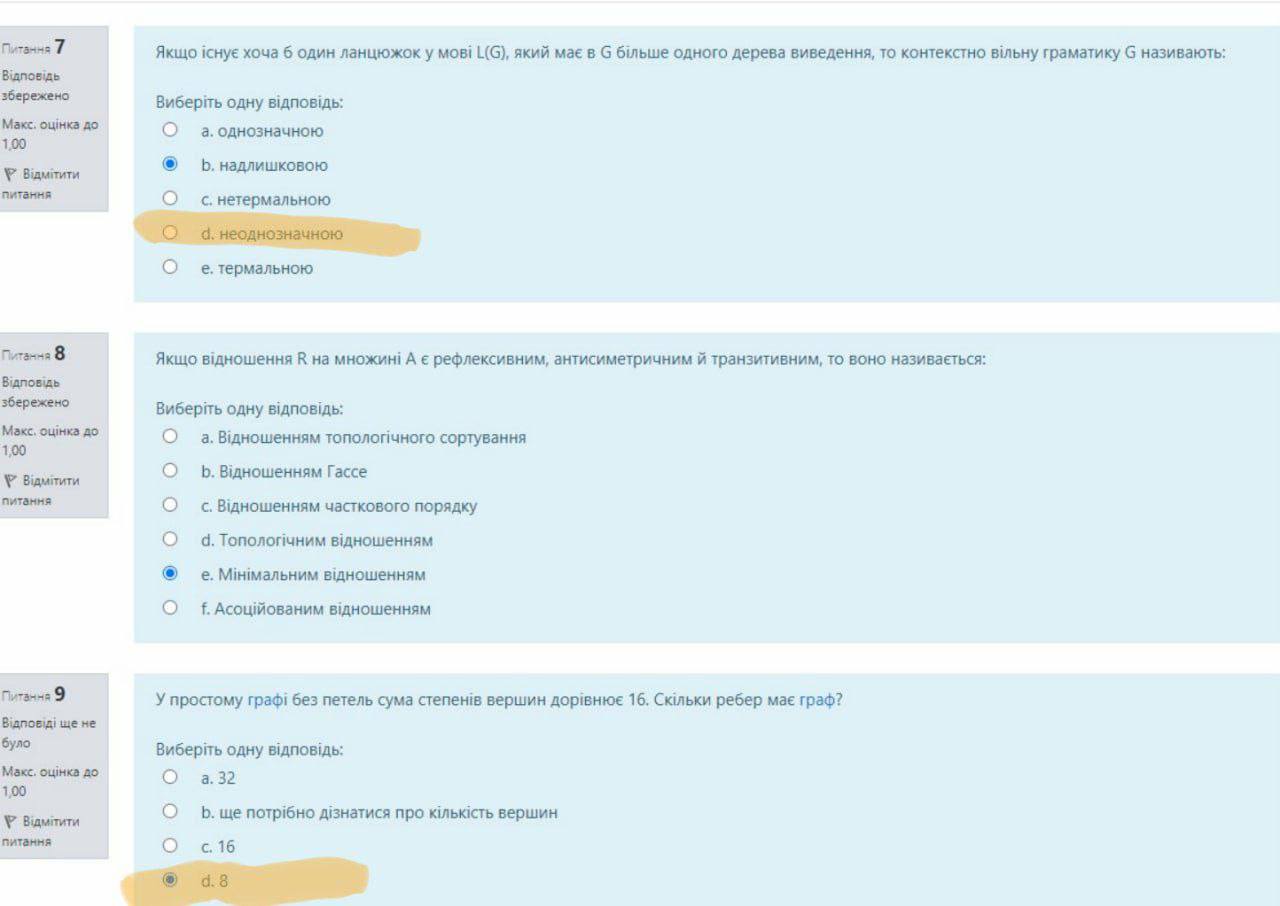 Питання 7
Відповідь
збережено
Макс. оцінка до
1,00
Відмітити
питання
Якщо існує хоча б один ланцюжок у мові L(G), який має в G більше одного дерева виведення, то контекстно вільну граматику G називають:
Виберіть одну відповідь:
a. однозначною
b. надлишковою
c. нетермальною
d. неоднозначною
e. термальною
Питання 8
Відповідь
збережено
Макс. оцінка до
1,00
Відмітити
питання
Якщо відношення R на множині A є рефлексивним, антисиметричним й транзитивним, то воно називається:
Виберіть одну відповідь:
a. Відношенням топологічного сортування
b. Відношенням Гассе
c. Відношенням часткового порядку
d. Топологічним відношенням
e. Мінімальним відношенням
f. Асоційованим відношенням
Питання 9
Відповіді ще не
було
Макс. оцінка до
1,00
Відмітити
питання
У простому графі без петель сума степенів вершин дорівнює 16. Скільки ребер має граф?
Виберіть одну відповідь:
a. 32
b. ще потрібно дізнатися про кількість вершин
c. 16
d. 8